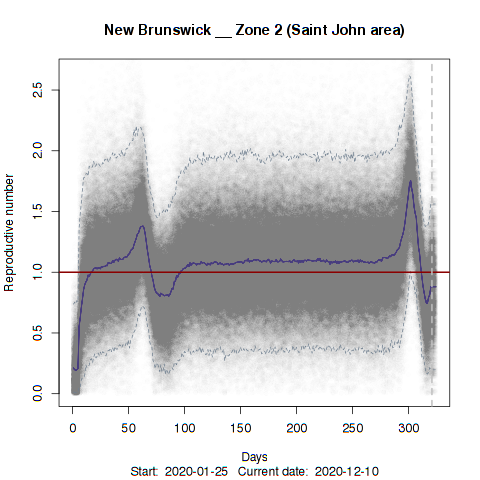 New Brunswick __ Zone 2 (Saint John area)
Reproductive number
2.5
2.0
1.5
1.0
0.5
0.0
0 50 100 150 200 250 300
Days
Start: 2020-01-25 Current date: 2020-12-10